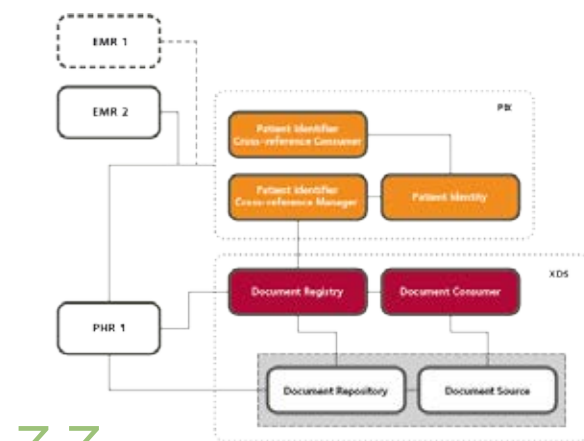 EMR 1
PIX
EMR 2
Patient Identifier
Cross-reference Consumer
Patient Identifier
Cross-reference Manager
Patient Identity
XDS
Document Registry
Document Consumer
PHR 1
Document Repository
Document Source